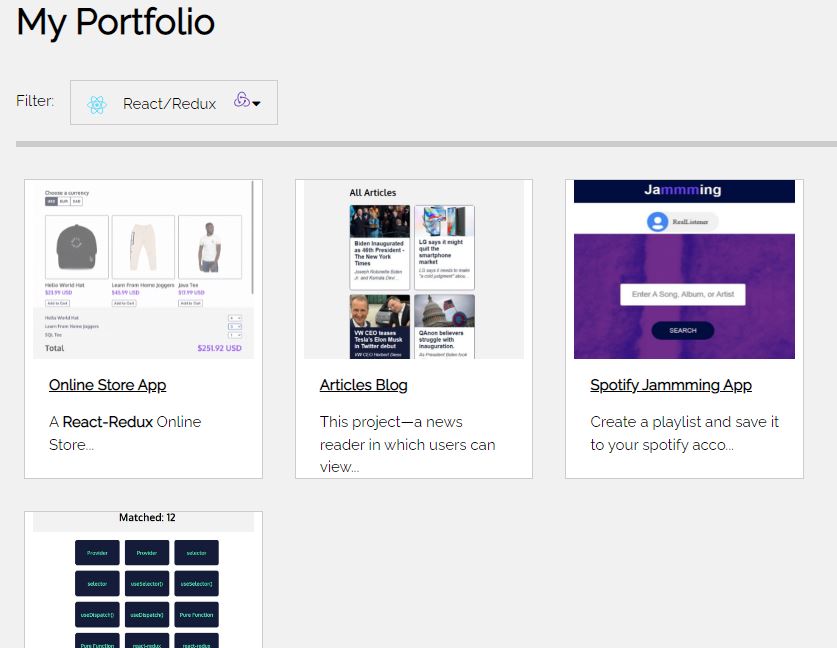 My Portfolio
Filter:
React/Redux
Choose a currency
USD EUR CAD
Hello World Hat
$23.99 USD
Add to Cart
Learn From Home Joggers
$45.99 USD
Add to Cart
Java Tee
$17.99 USD
Add to Cart
Hello World Hat
Learn From Home Joggers
SQL Tee
Total
$251.92 USD
Online Store App
A React-Redux Online
Store...
All Articles
Biden Inaugurated
as 46th President -
The New York
Times
Joseph Robinette Biden
Jr. and Kamala Devi...
LG says it might
quit the
smartphone
market
LG says it needs to make
"a cold judgment" abou...
VW CEO teases
Tesla's Elon Musk
in Twitter debut
VW CEO Herbert Diess
QAnon believers
struggle with
inauguration.
As President Biden took
Articles Blog
This project—a news
reader in which users can
view...
Jammming
RealListener
Enter A Song, Album, or Artist
SEARCH
Spotify Jammming App
Create a playlist and save it
to your spotify acco...
Matched: 12
Provider
Provider
selector
selector
useSelector()
useSelector()
useDispatch()
useDispatch()
Pure Function
Pure Function
react-redux
react-redux